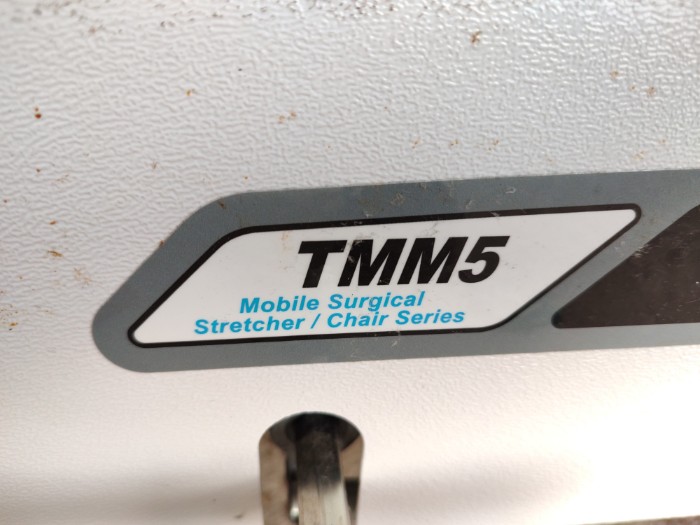 TMM5
Mobile Surgical
Stretcher / Chair Series